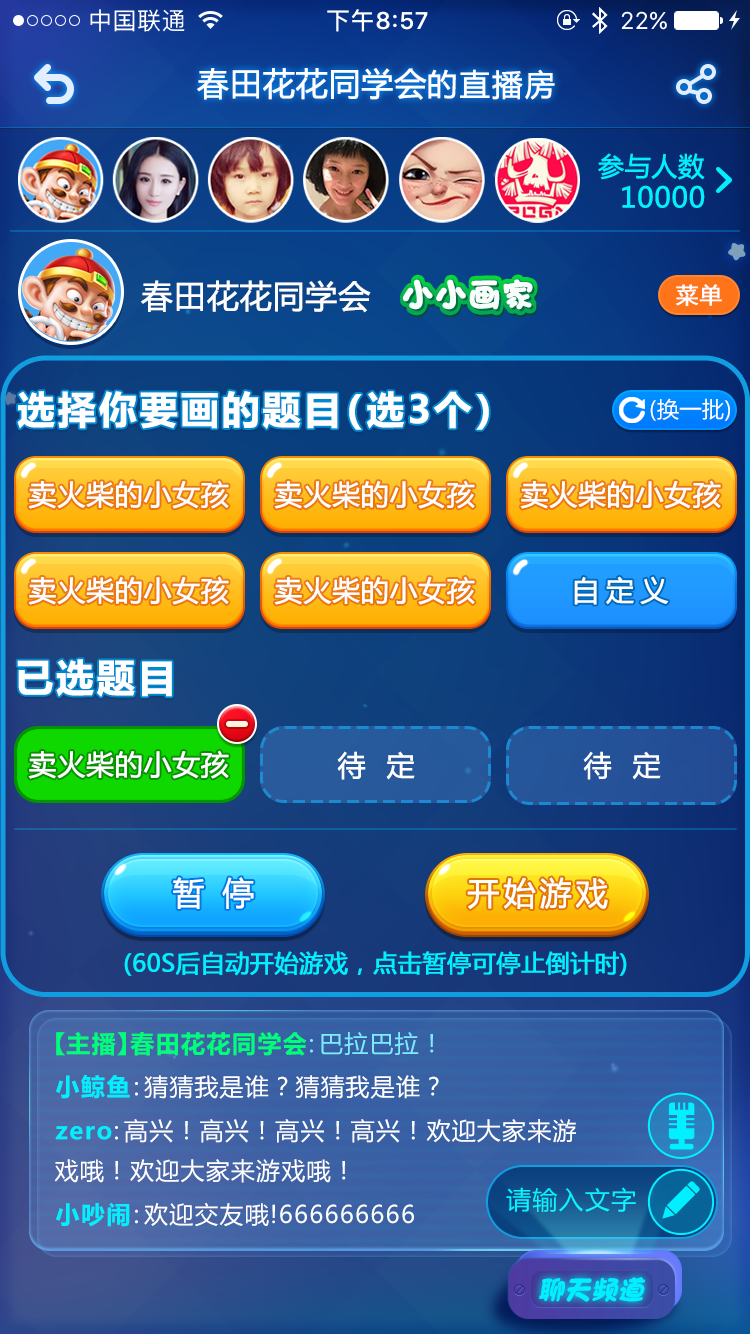 中国联通 下午8:57 22%
春田花花同学会的直播房
参与人数
10000
春田花花同学会 小小画家 菜单
选择你要画的题目(选3个) (换一批)
卖火柴的小女孩 卖火柴的小女孩 卖火柴的小女孩
卖火柴的小女孩 卖火柴的小女孩 自定义
已选题目
卖火柴的小女孩 待 定 待 定
暂 停 开始游戏
(60S后自动开始游戏，点击暂停可停止倒计时)
【主播】春田花花同学会:巴拉巴拉！
小鲸鱼:猜猜我是谁？猜猜我是谁？
zero:高兴！高兴！高兴！高兴！欢迎大家来游
戏哦！欢迎大家来游戏哦！
小吵闹:欢迎交友哦!666666666
请输入文字
聊天频道